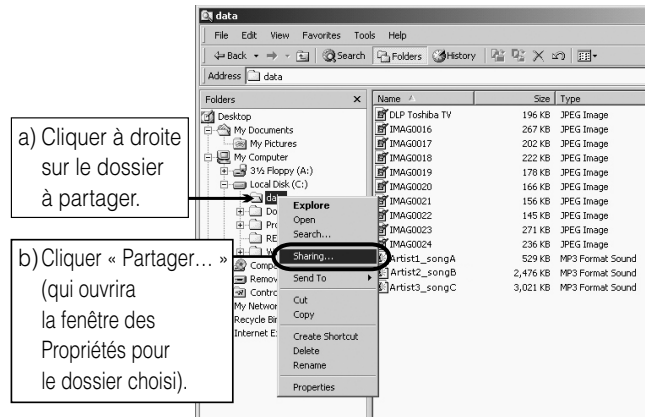 data
File Edit View Favorites Tools Help
Back Search Folders History
Address data
Folders
Desktop
My Documents
My Pictures
My Computer
3½ Floppy (A:)
Local Disk (C:)
My Networ
Recycle Bin
Internet E
Explore
Open
Search...
Sharing...
Send To
Cut
Copy
Create Shortcut
Delete
Rename
Properties
Name Size Type
DLP Toshiba TV 196 KB JPEG Image
IMAG0016 267 KB JPEG Image
IMAG0017 202 KB JPEG Image
IMAG0018 222 KB JPEG Image
IMAG0019 178 KB JPEG Image
IMAG0020 166 KB JPEG Image
IMAG0021 156 KB JPEG Image
IMAG0022 145 KB JPEG Image
IMAG0023 271 KB JPEG Image
IMAG0024 236 KB JPEG Image
Artist1_songA 529 KB MP3 Format Sound
Artist2_songB 2,476 KB MP3 Format Sound
Artist3_songC 3,021 KB MP3 Format Sound
a) Cliquer à droite
sur le dossier
à partager.
b) Cliquer « Partager… »
(qui ouvrira
la fenêtre des
Propriétés pour
le dossier choisi).